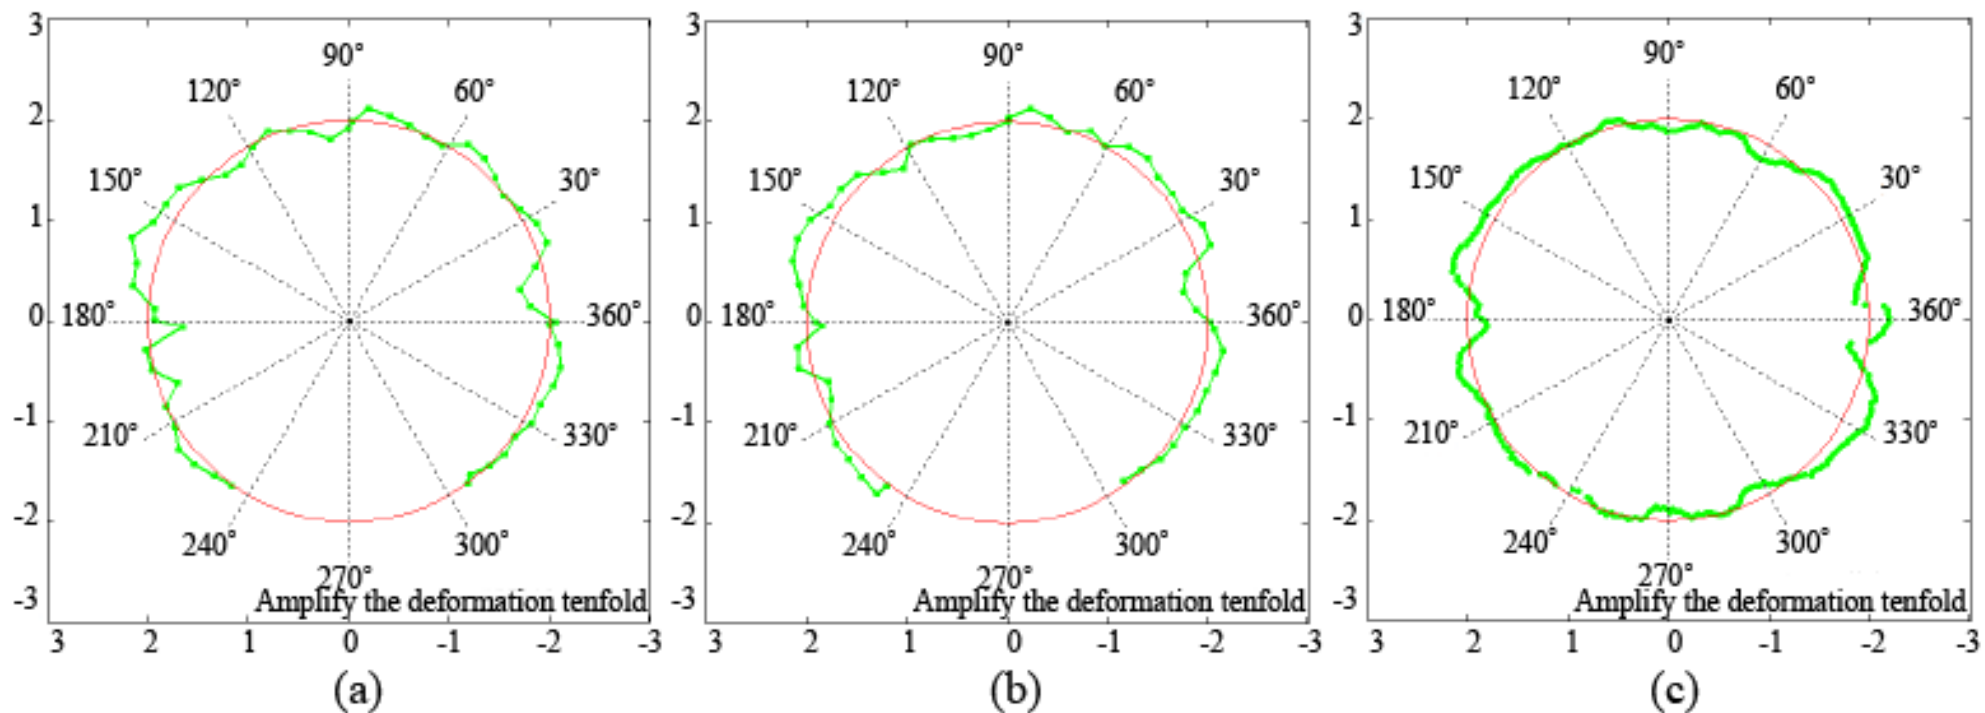 3 3 3
90° 90° 90°
120° 60° 120° 60° 120° 60°
2 2 2
150° 30° 150° 30° 150° 30°
1 1 1
0 180° 360° 0 180° 360° 0 180° 360°
-1 210° 330° -1 210° 330° -1 210° 330°
-2 -2 -2
240° 300° 240° 300° 240° 300°
270° 270° 270°
-3 Amplify the deformation tenfold -3 Amplify the deformation tenfold -3 Amplify the deformation tenfold
3 2 1 0 -1 -2 -3 3 2 1 0 -1 -2 -3 3 2 1 0 -1 -2 -3
(a) (b) (c)